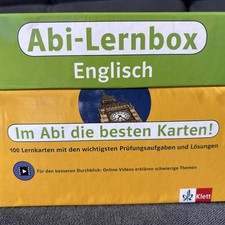 Abi-Lernbox
Englisch
Im Abi die besten Karten!
100 Lernkarten mit den wichtigsten Prüfungsaufgaben und Lösungen
Für den besseren Durchblick: Online-Videos erklären schwierige Themen
Klett